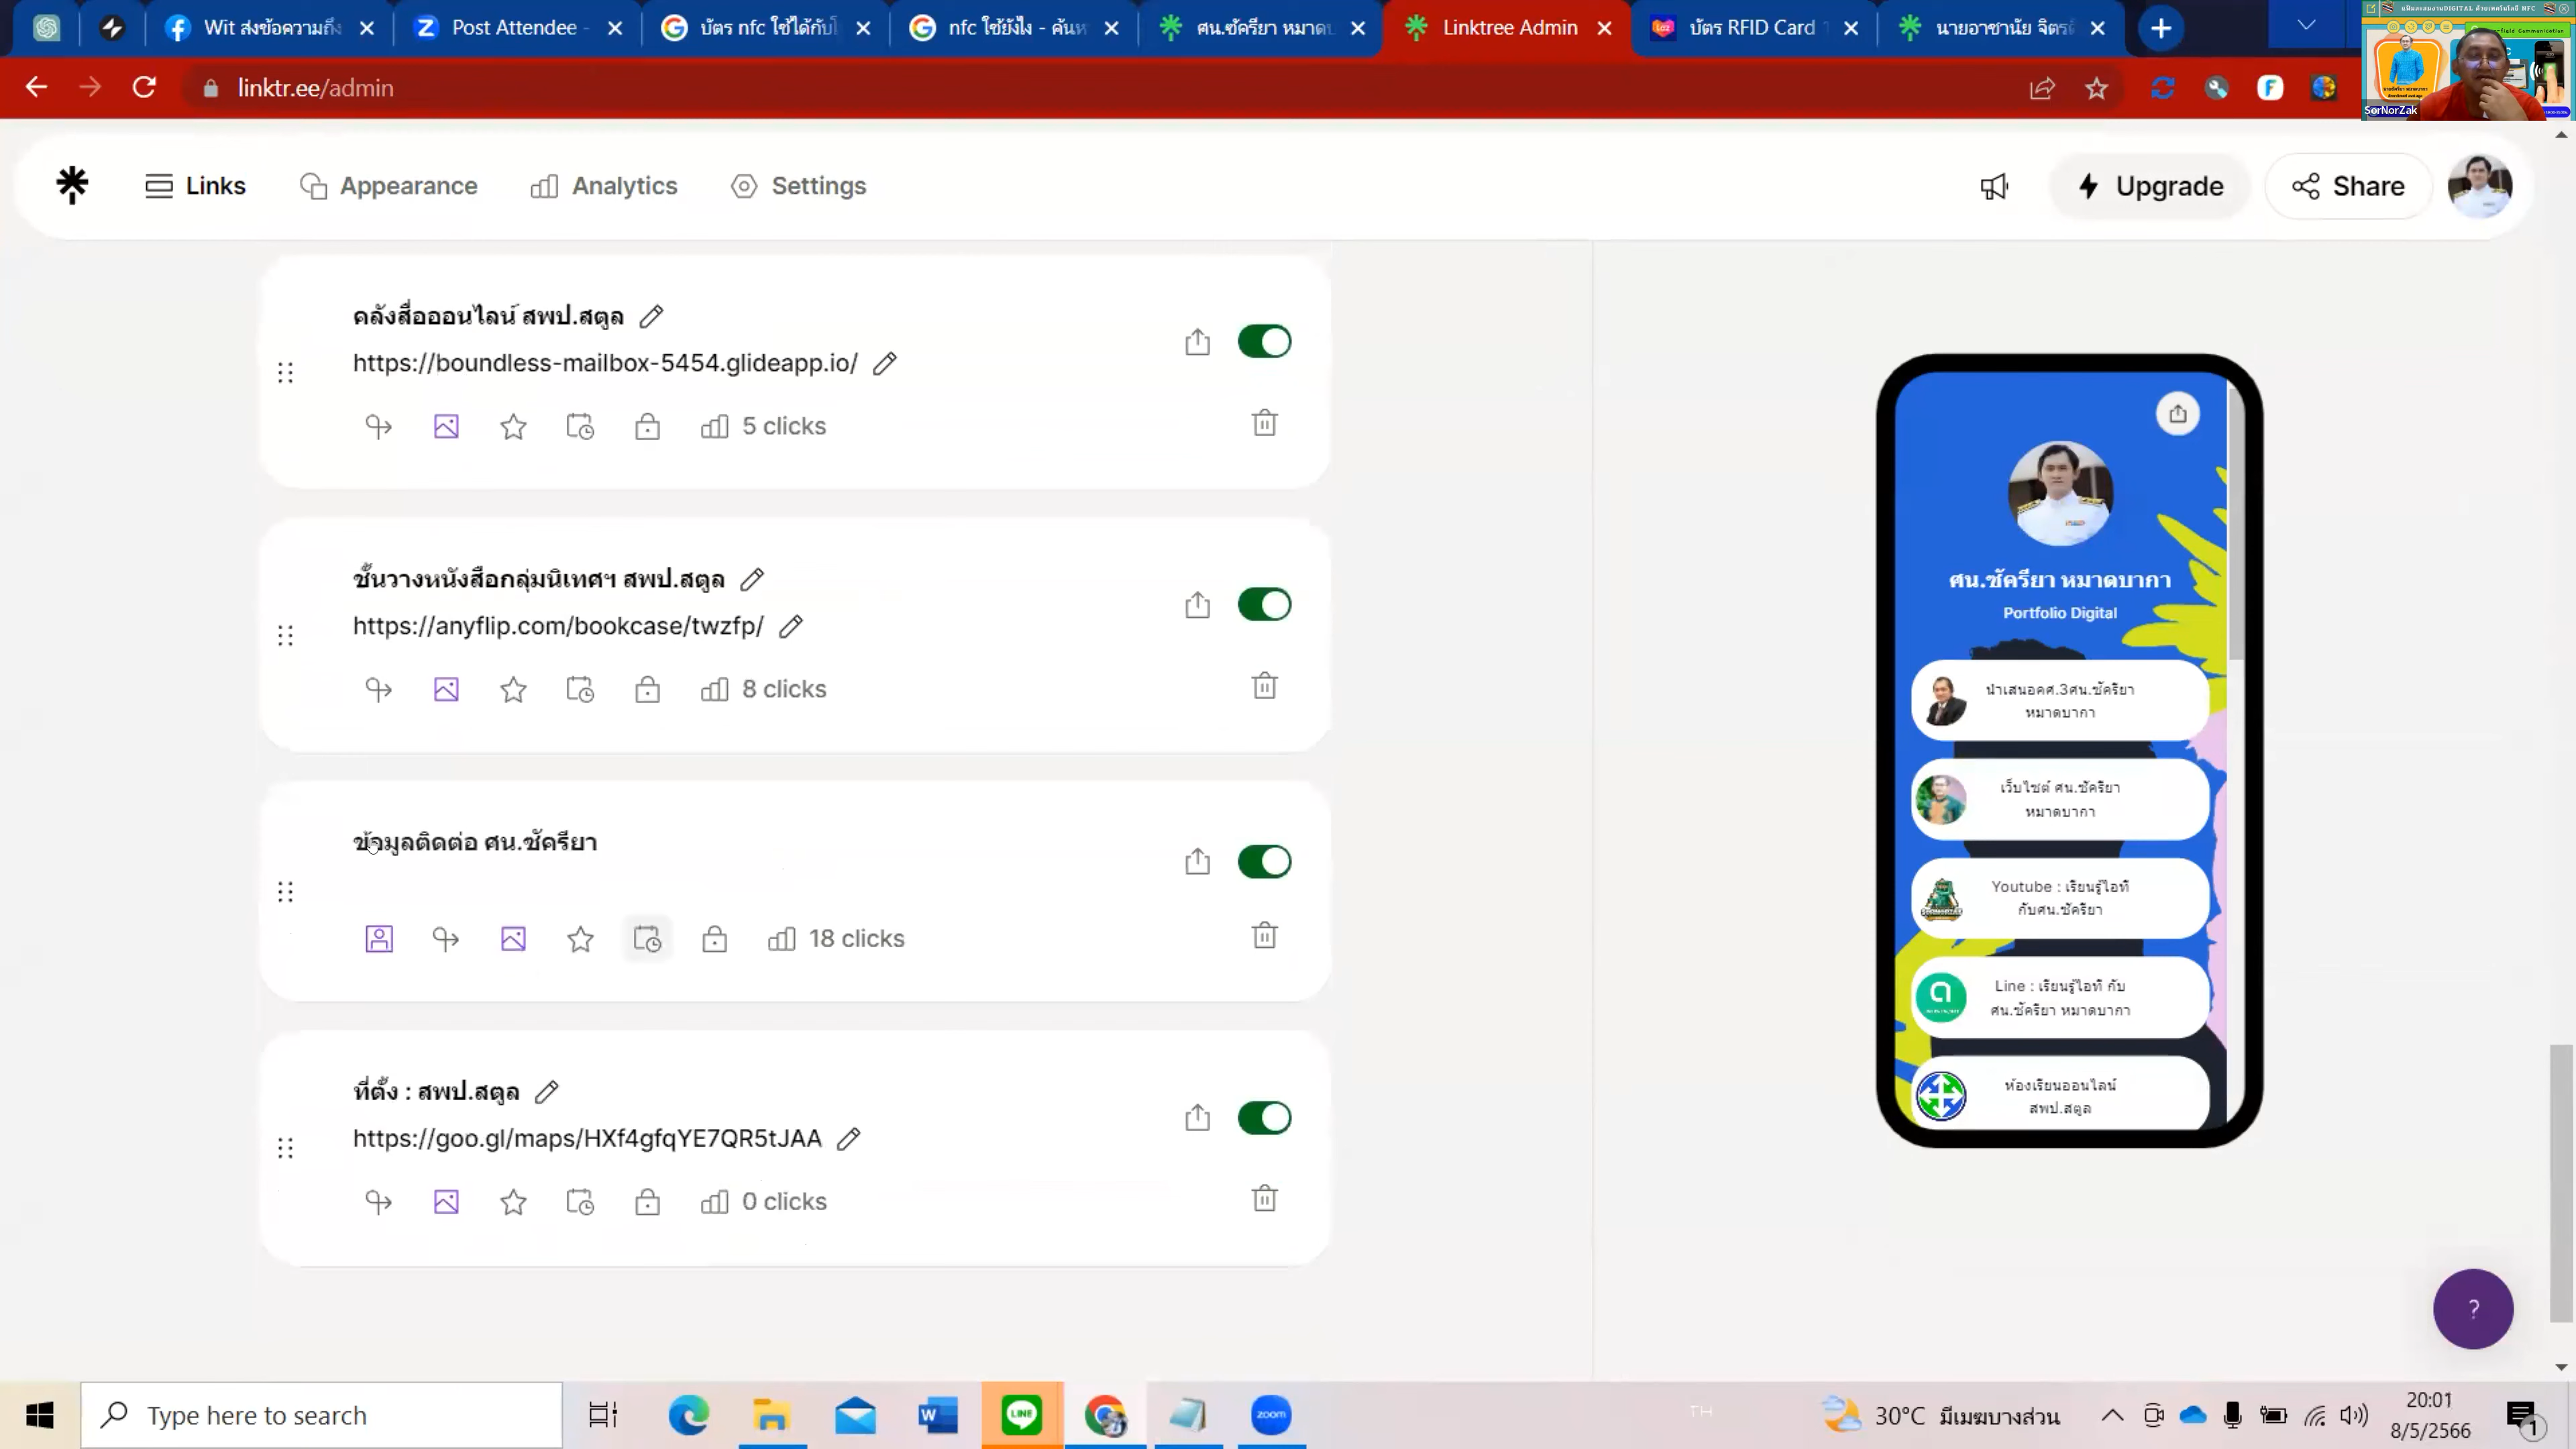 Wit ส่งข้อความถึง
Post Attendee -
บัตร nfc ใช้ได้กับโ
nfc ใช้ยังไง - ค้นห
ศน.ซัครียา หมาดบ
Linktree Admin
บัตร RFID Card
นายอาซานัย จิตรต
linktr.ee/admin
SorNorZak
Links
Appearance
Analytics
Settings
Upgrade
Share
คลังสื่อออนไลน์ สพป.สตูล
https://boundless-mailbox-5454.glideapp.io/
5 clicks
ชั้นวางหนังสือกลุ่มนิเทศฯ สพป.สตูล
https://anyflip.com/bookcase/twzfp/
8 clicks
ข้อมูลติดต่อ ศน.ซัครียา
18 clicks
ที่ตั้ง : สพป.สตูล
https://goo.gl/maps/HXf4gfqYE7QR5tJAA
0 clicks
ศน.ซัครียา หมาดบากา
Portfolio Digital
นำเสนอคศ.3ศน.ซัครียา
หมาดบากา
เว็บไซต์ ศน.ซัครียา
หมาดบากา
Youtube : เรียนรู้ไอที
กับศน.ซัครียา
Line : เรียนรู้ไอที กับ
ศน.ซัครียา หมาดบากา
ห้องเรียนออนไลน์
สพป.สตูล
?
Type here to search
LINE
zoom
TH
30°C มีเมฆบางส่วน
20:01
8/5/2566
1